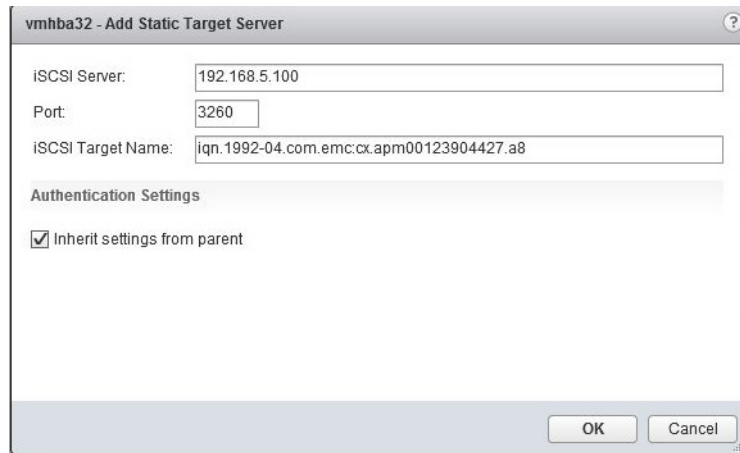 vmhba32 - Add Static Target Server
?
iSCSI Server: 192.168.5.100
Port: 3260
iSCSI Target Name: iqn.1992-04.com.emc:cx.apm00123904427.a8
Authentication Settings
Inherit settings from parent
OK Cancel